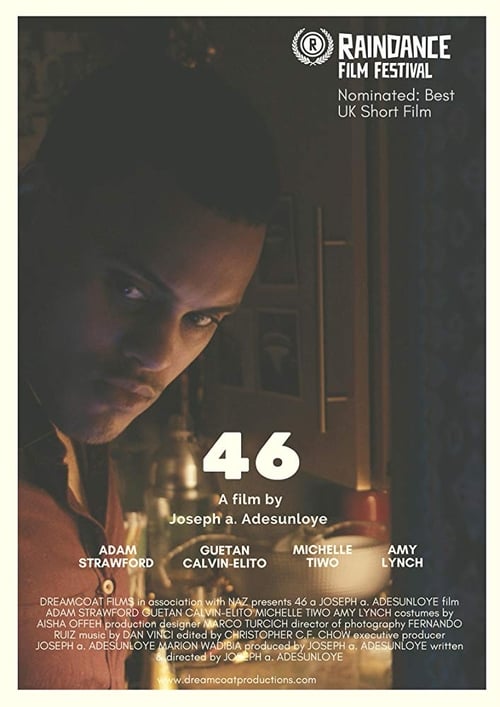 RAINDANCE
FILM FESTIVAL
Nominated: Best
UK Short Film
46
A film by
Joseph a. Adesunloye
ADAM STRAWFORD
GUETAN CALVIN-ELITO
MICHELLE TIWO
AMY LYNCH
DREAMCOAT FILMS in association with NAZ presents 46 a JOSEPH a. ADESUNLOYE film
ADAM STRAWFORD GUETAN CALVIN-ELITO MICHELLE TIWO AMY LYNCH costumes by
AISHA OFFEH production designer MARCO TURCICH director of photography FERNANDO
RUIZ music by DAN VINCI edited by CHRISTOPHER C.F. CHOW executive producer
JOSEPH a. ADESUNLOYE MARION WADIBIA produced by JOSEPH a. ADESUNLOYE written
& directed by JOSEPH a. ADESUNLOYE
www.dreamcoatproductions.com